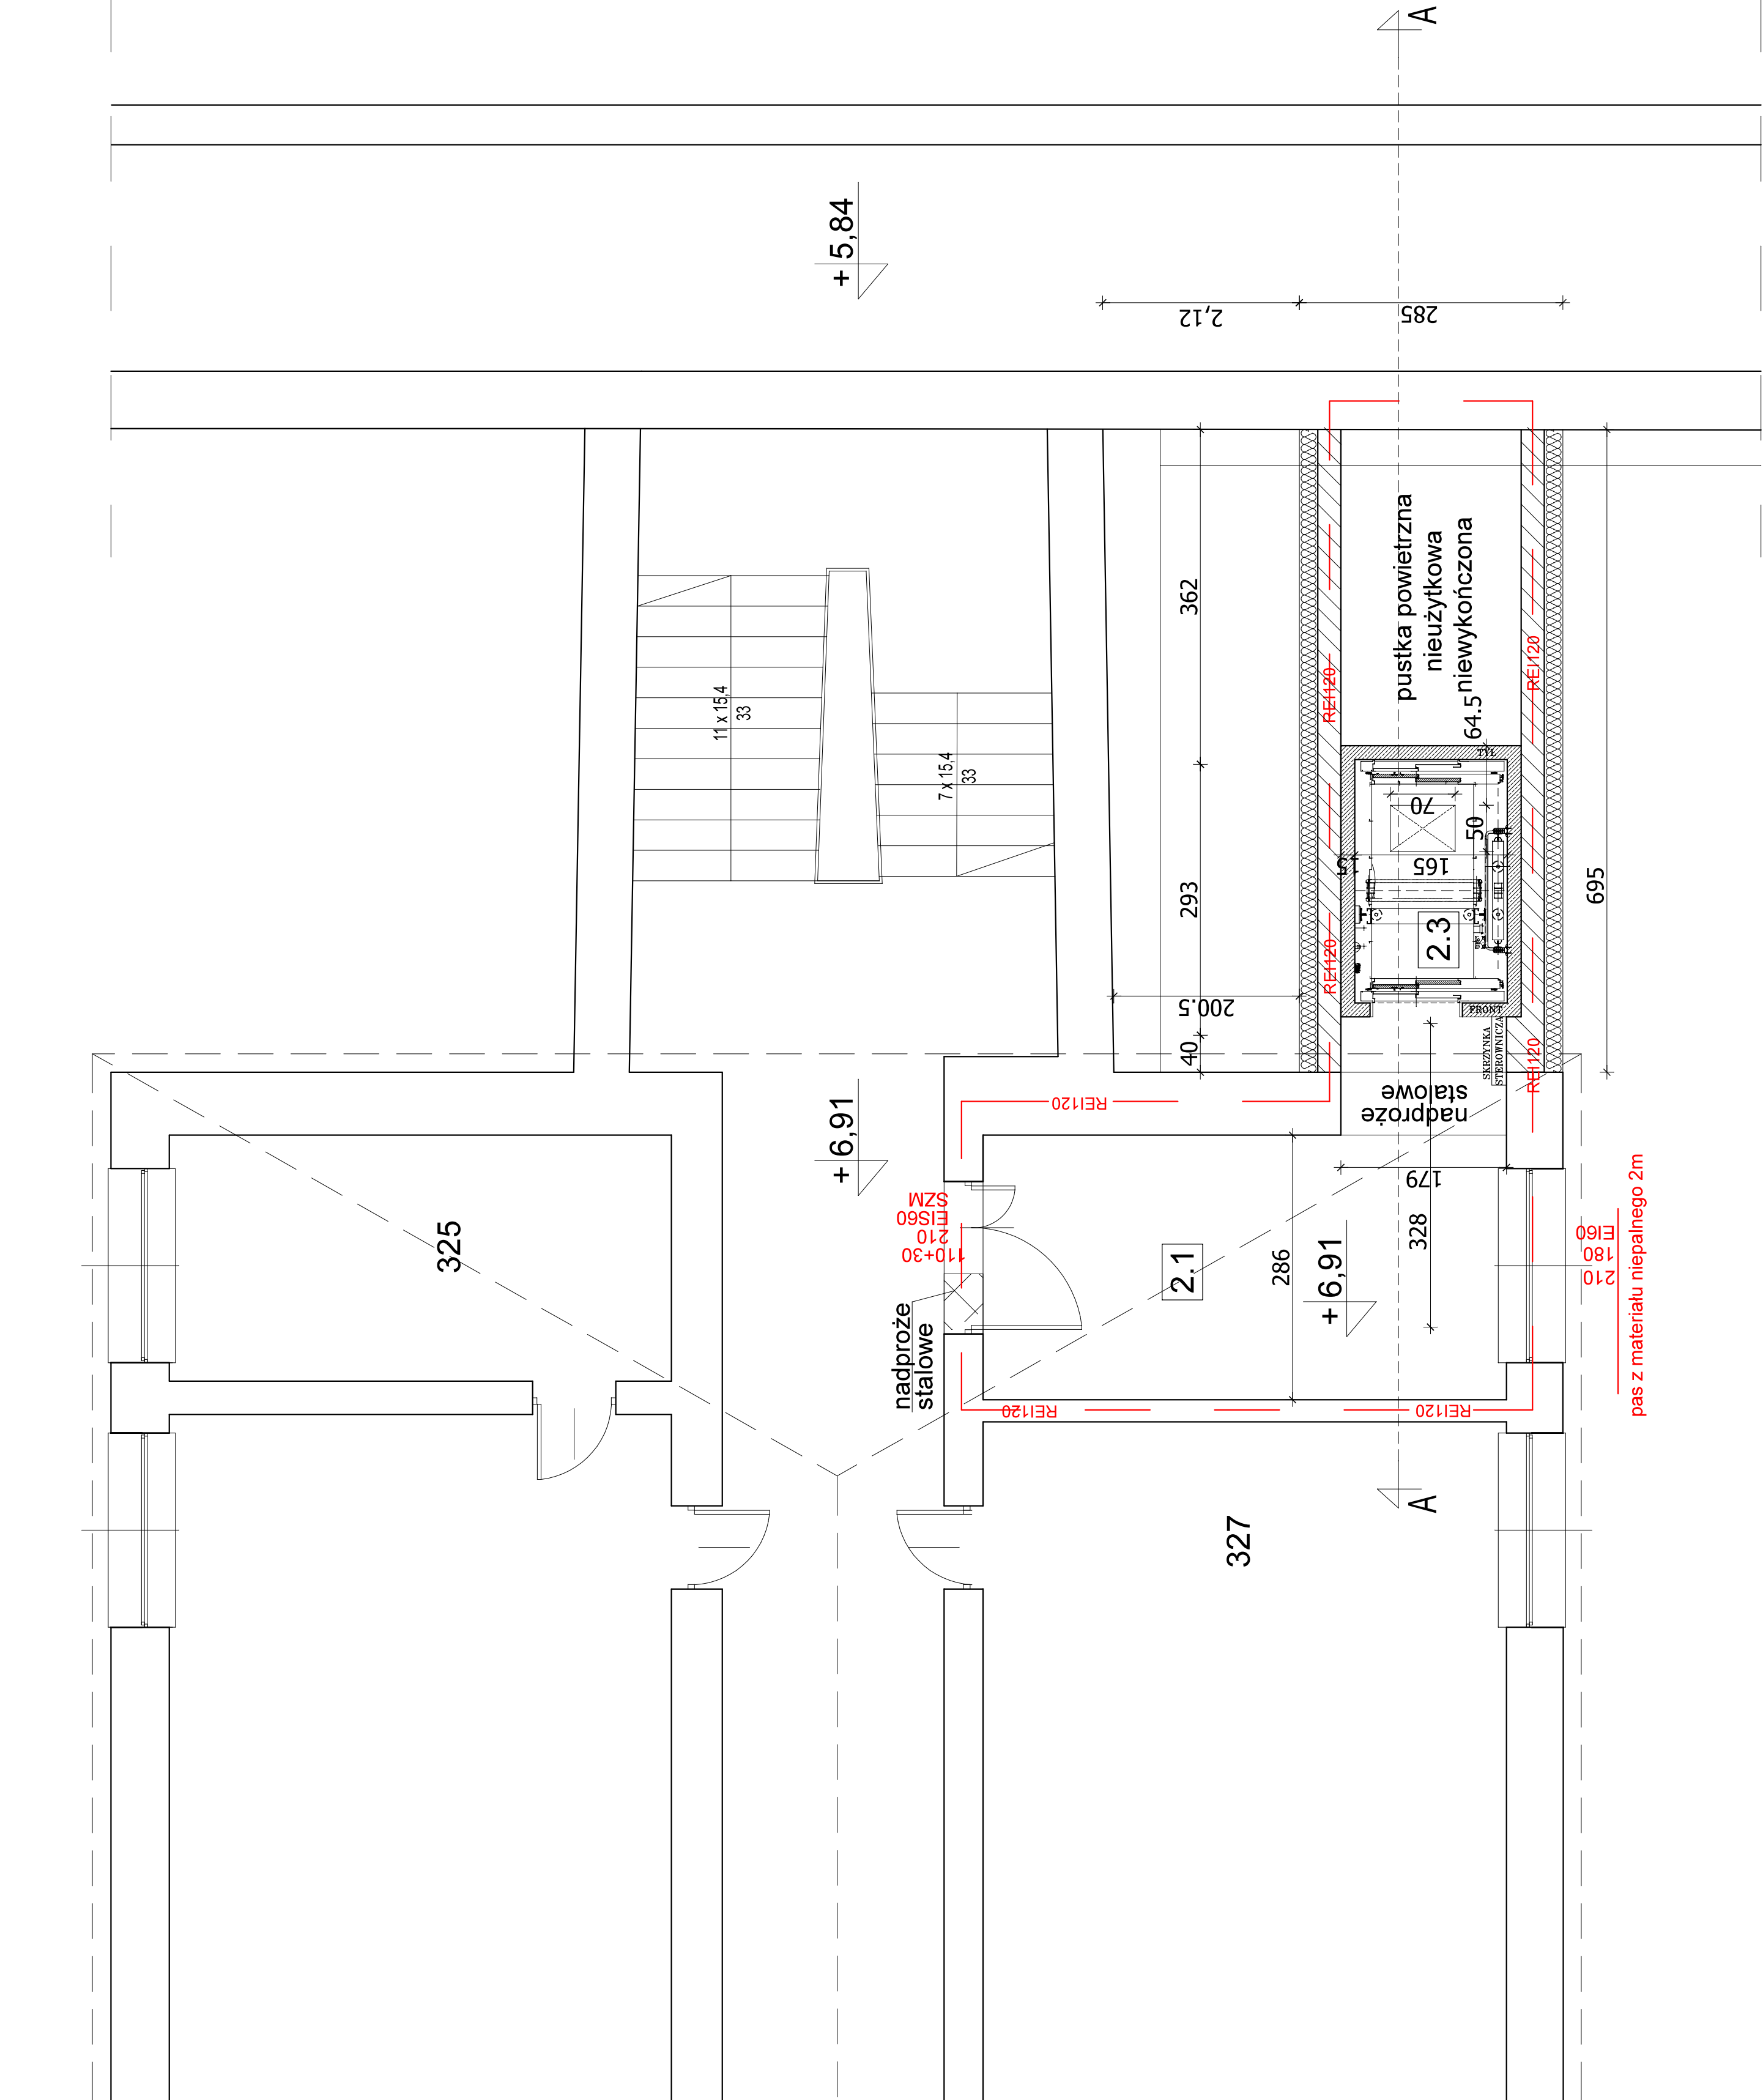 A
+ 5,84
2,12
285
362
pustka powietrzna
nieużytkowa
niewykończona
REI120
REI120
11 x 15,4
33
7 x 15,4
33
64.5
TYŁ
70
50
15
165
293
695
2.3
REI120
200.5
FRONT
SKRZYNKA
STEROWNICZA
40
REI120
nadproże
stalowe
REI120
+ 6,91
179
110+30
210
EIS60
SZM
325
2.1
286
+ 6,91
328
210
180
EI60
pas z materiału niepalnego 2m
nadproże
stalowe
REI120
REI120
A
327